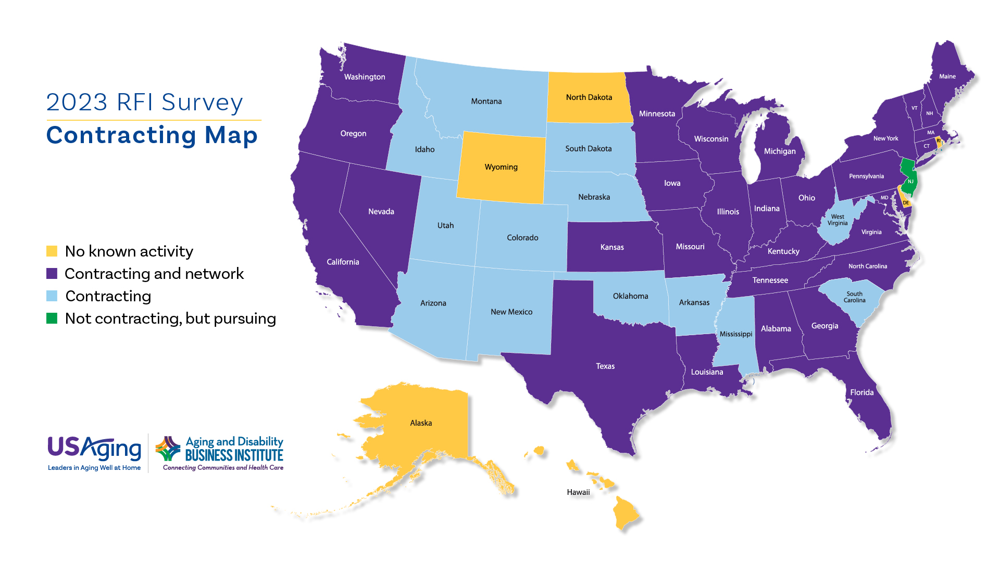 2023 RFI Survey
Contracting Map
No known activity
Contracting and network
Contracting
Not contracting, but pursuing
USAging
Leaders in Aging Well at Home
Aging and Disability
BUSINESS INSTITUTE
Connecting Communities and Health Care
Washington
Oregon
California
Nevada
Idaho
Montana
Wyoming
Utah
Colorado
Arizona
New Mexico
North Dakota
South Dakota
Nebraska
Kansas
Oklahoma
Texas
Minnesota
Iowa
Missouri
Arkansas
Louisiana
Wisconsin
Illinois
Michigan
Indiana
Ohio
Kentucky
Tennessee
Mississippi
Alabama
Georgia
Florida
South
Carolina
North Carolina
Virginia
West
Virginia
MD
DE
NJ
Pennsylvania
New York
CT
RI
MA
VT
NH
Maine
Alaska
Hawaii